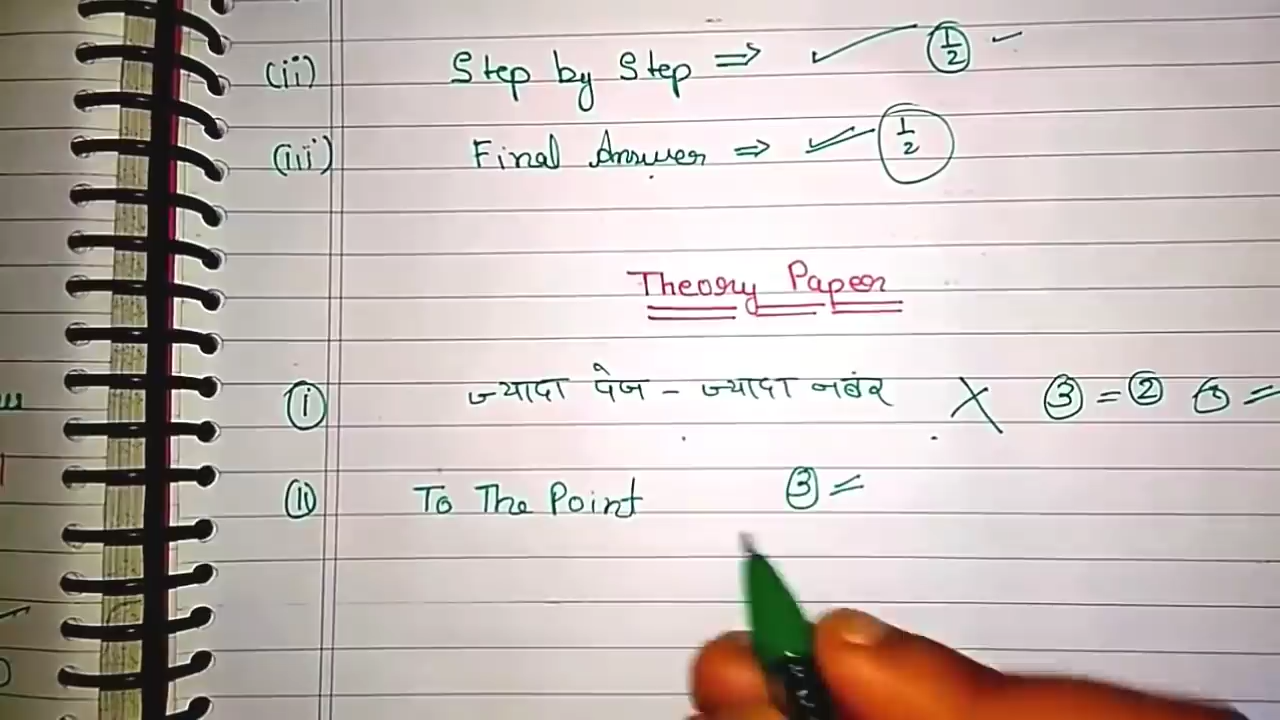 (ii) Step by Step ⇒ ✓ 1/2
(iii) Final Answer ⇒ ✓ 1/2
Theory Paper
(i) ज्यादा पेज - ज्यादा नबंर X 3 = 2
(ii) To The Point 3 =